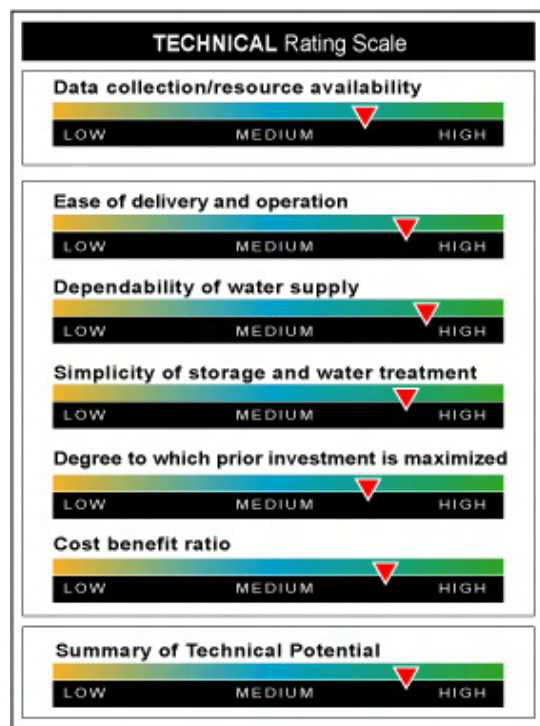 TECHNICAL Rating Scale
Data collection/resource availability
LOW MEDIUM HIGH
Ease of delivery and operation
LOW MEDIUM HIGH
Dependability of water supply
LOW MEDIUM HIGH
Simplicity of storage and water treatment
LOW MEDIUM HIGH
Degree to which prior investment is maximized
LOW MEDIUM HIGH
Cost benefit ratio
LOW MEDIUM HIGH
Summary of Technical Potential
LOW MEDIUM HIGH